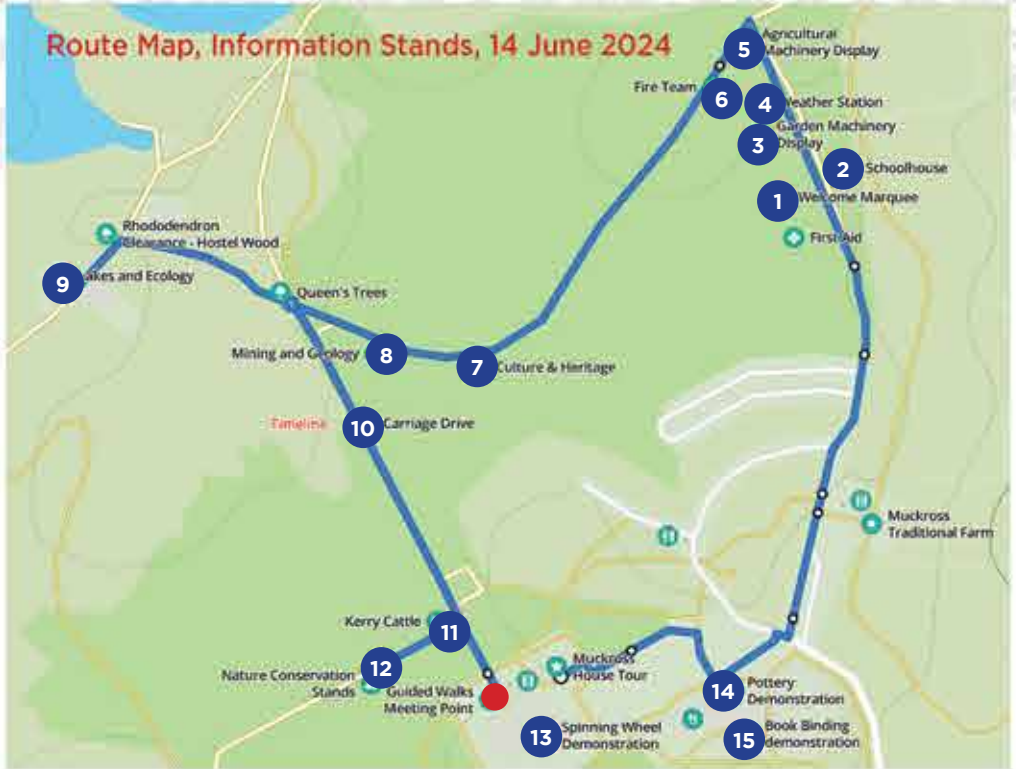 Route Map, Information Stands, 14 June 2024
5
Agricultural
Machinery Display
Fire Team
6
4
Weather Station
3
Garden Machinery
Display
2
Schoolhouse
1
Welcome Marquee
First Aid
Rhododendron
Clearance - Hostel Wood
9
akes and Ecology
Queen's Trees
Mining and Geology
8
7
Culture & Heritage
Timeline
10
Carriage Drive
Muckross
Traditional Farm
Kerry Cattle
11
12
Nature Conservation
Stands
Guided Walks
Meeting Point
Muckross
House Tour
14
Pottery
Demonstration
13
Spinning Wheel
Demonstration
15
Book Binding
demonstration